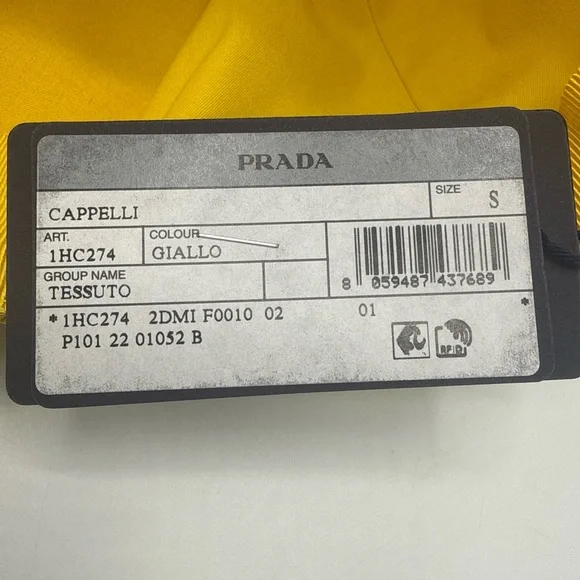 PRADA
SIZE
CAPPELLI S
ART. COLOUR
1HC274 GIALLO
GROUP NAME
TESSUTO
8 059487 437689
*1HC274 2DMI F0010 02 01 *
P101 22 01052 B
RFID